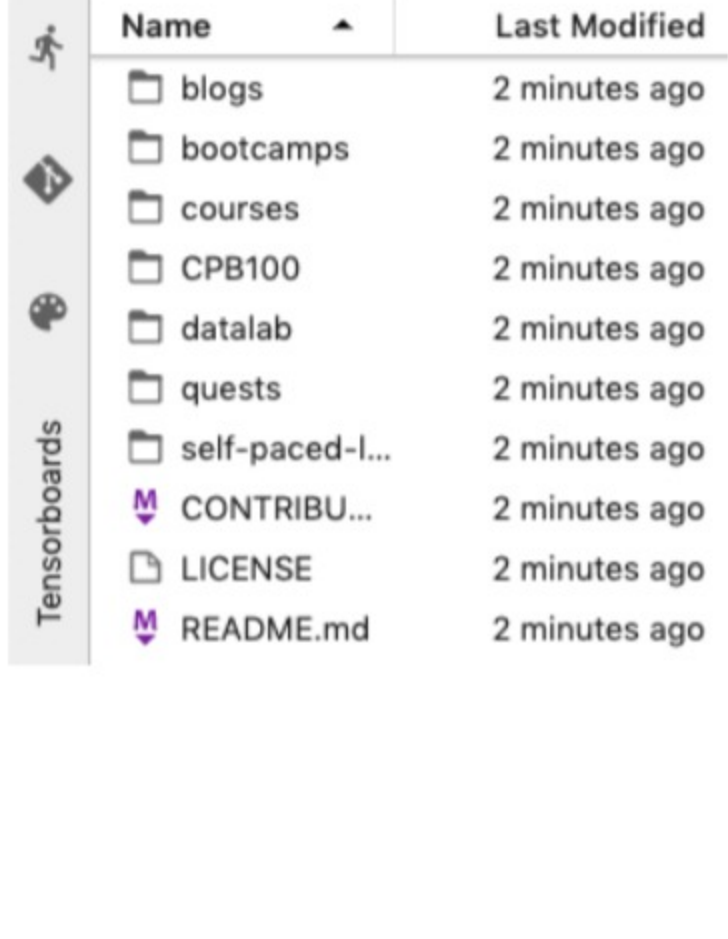 Name Last Modified
blogs 2 minutes ago
bootcamps 2 minutes ago
courses 2 minutes ago
CPB100 2 minutes ago
datalab 2 minutes ago
quests 2 minutes ago
self-paced-l... 2 minutes ago
CONTRIBU... 2 minutes ago
LICENSE 2 minutes ago
README.md 2 minutes ago
Tensorboards